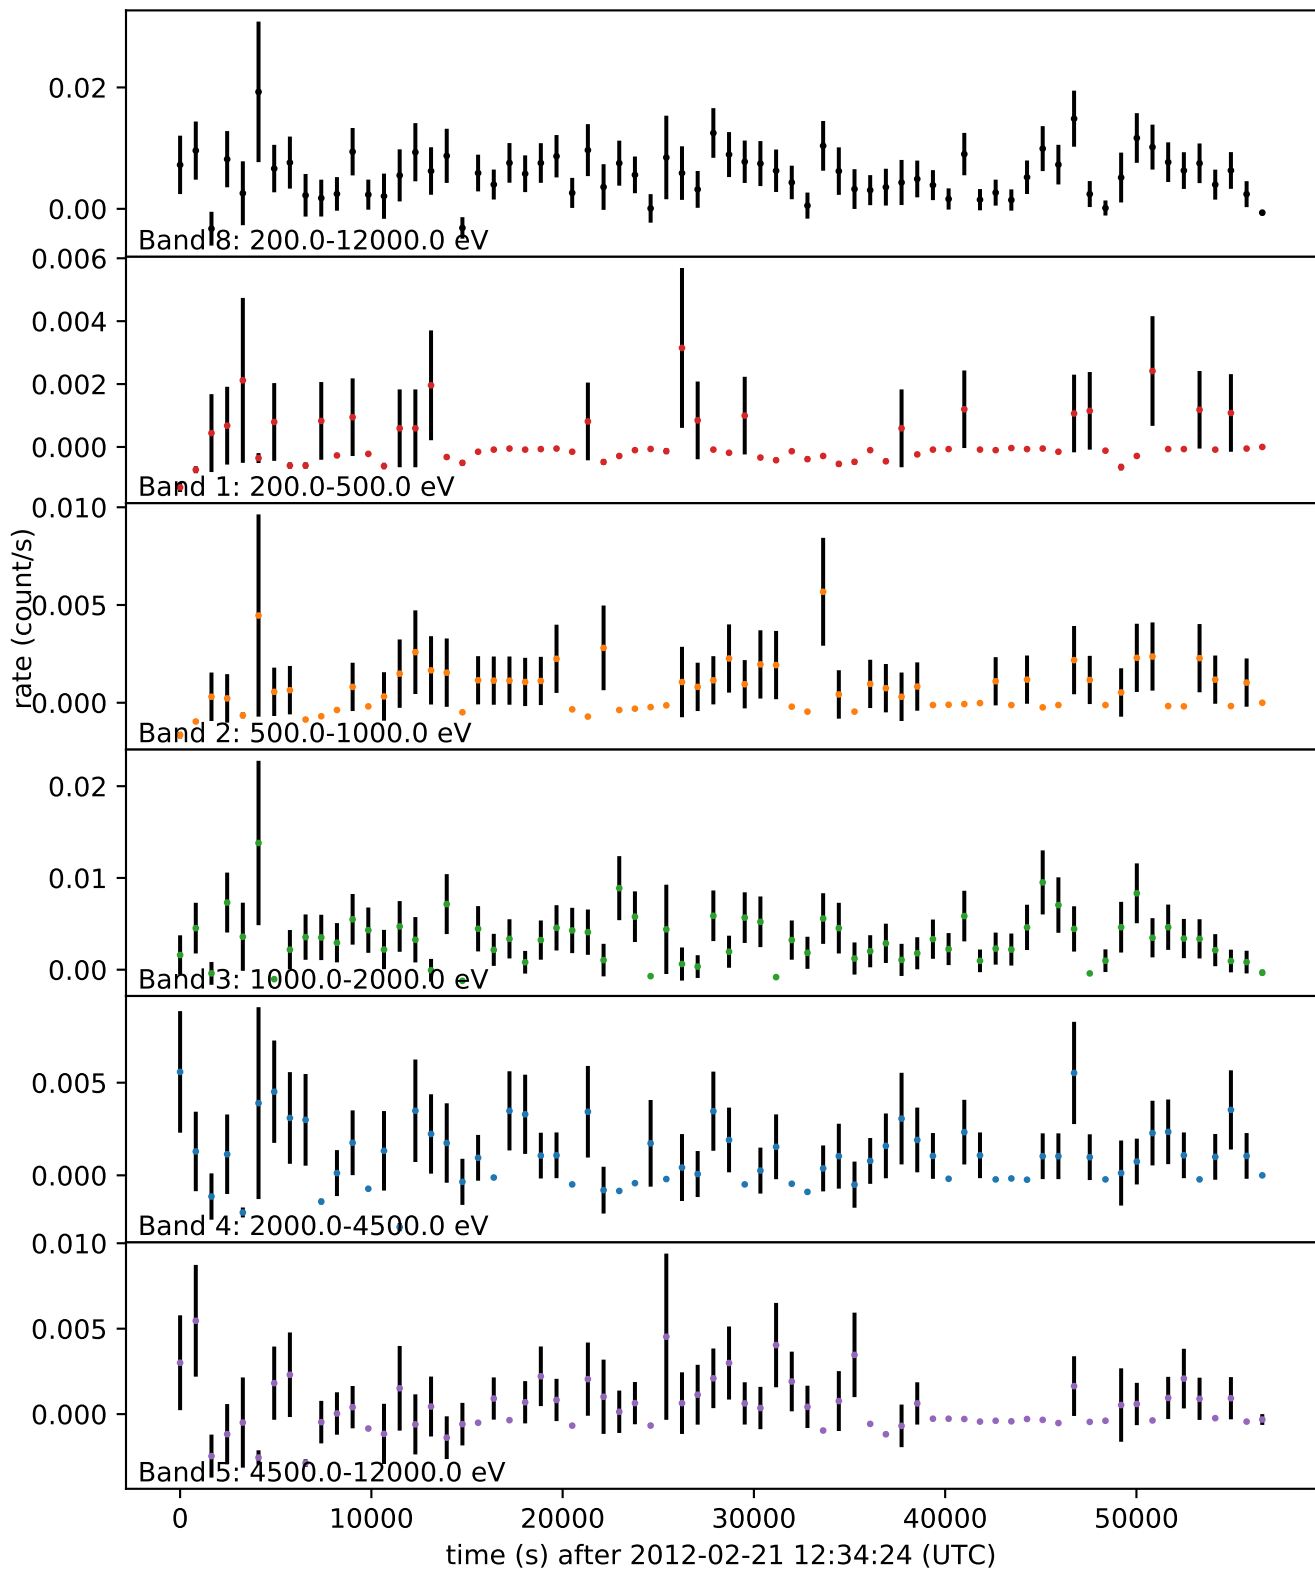 0.02
0.00
Band 8: 200.0-12000.0 eV
0.006
0.004
0.002
0.000
Band 1: 200.0-500.0 eV
0.010
0.005
0.000
Band 2: 500.0-1000.0 eV
rate (count/s)
0.02
0.01
0.00
Band 3: 1000.0-2000.0 eV
0.005
0.000
Band 4: 2000.0-4500.0 eV
0.010
0.005
0.000
Band 5: 4500.0-12000.0 eV
0 10000 20000 30000 40000 50000
time (s) after 2012-02-21 12:34:24 (UTC)